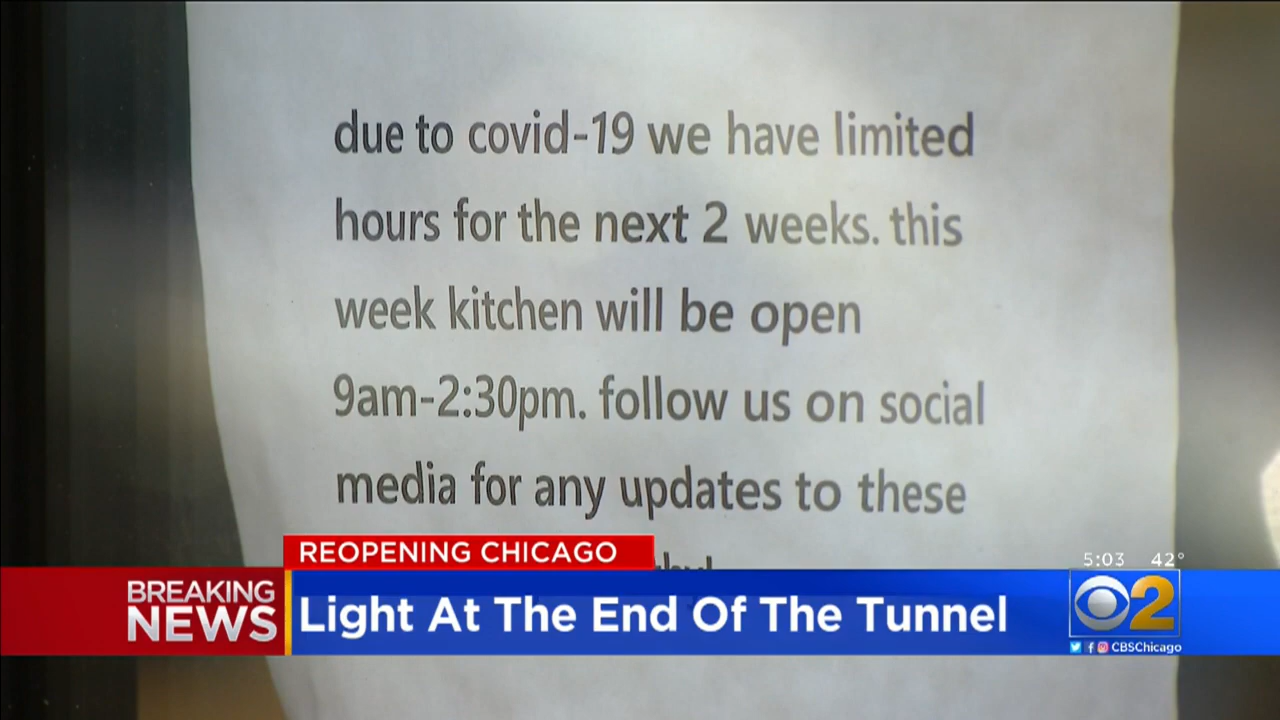 due to covid-19 we have limited
hours for the next 2 weeks. this
week kitchen will be open
9am-2:30pm. follow us on social
media for any updates to these
REOPENING CHICAGO
BREAKING
NEWS
Light At The End Of The Tunnel
5:03 42°
2
CBSChicago